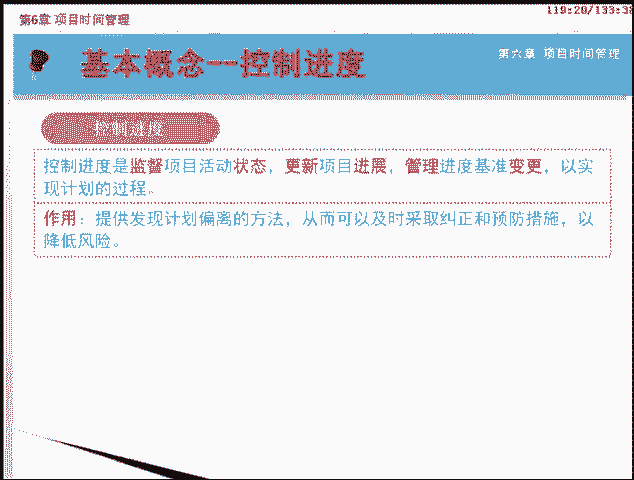 第6章 项目时间管理
119:20/133:38
基本概念—控制进度
第六章 项目时间管理
控制进度
控制进度是监督项目活动状态，更新项目进展，管理进度基准变更，以实
现计划的过程。
作用：提供发现计划偏离的方法，从而可以及时采取纠正和预防措施，以
降低风险。